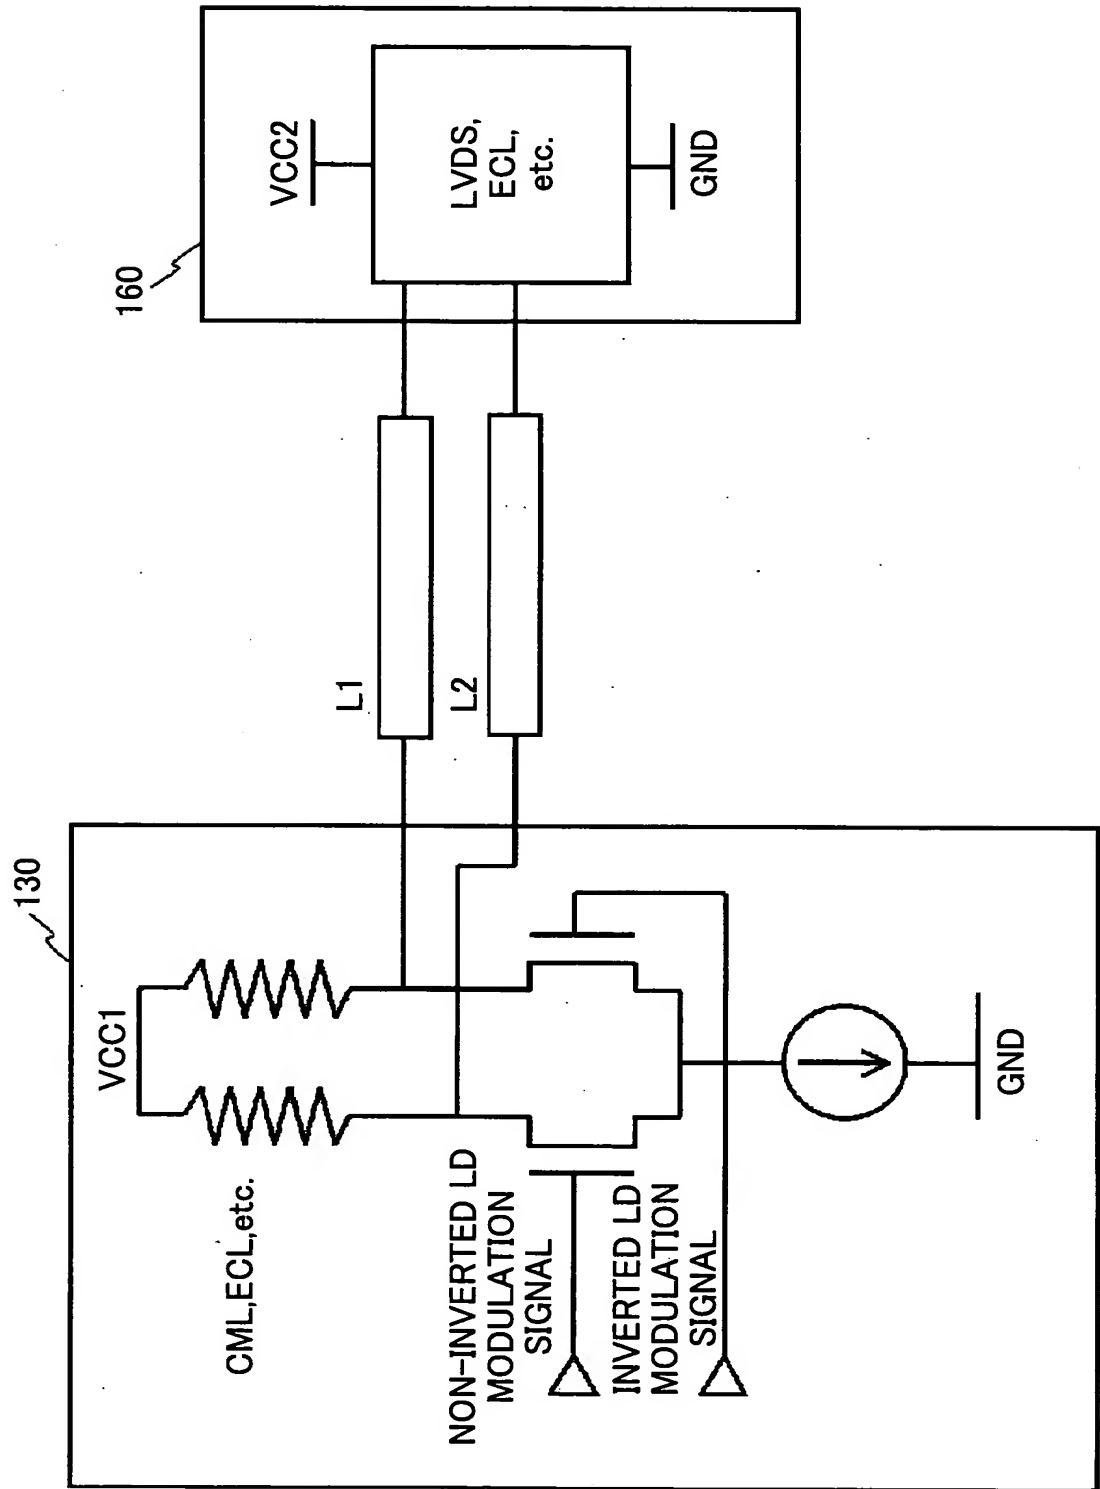 130
VCC1
CML,ECL,etc.
NON-INVERTED LD
MODULATION
SIGNAL
INVERTED LD
MODULATION
SIGNAL
GND
L1
L2
160
VCC2
LVDS,
ECL,
etc.
GND